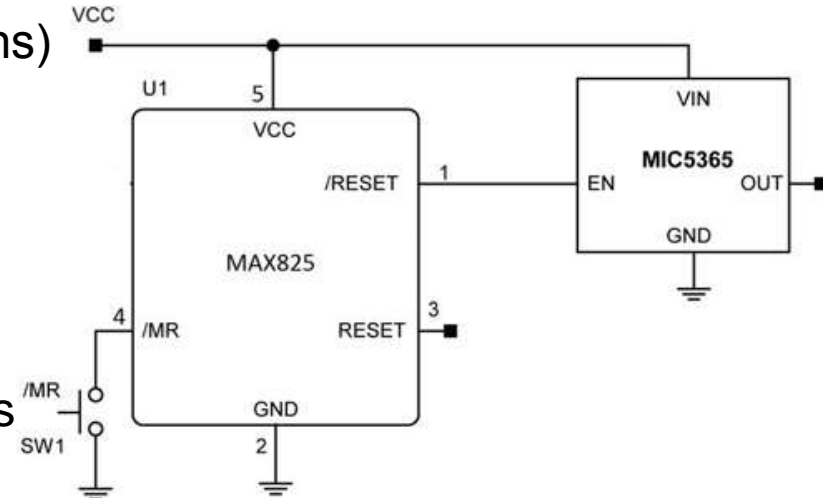 VCC
ns)
U1
5
VCC
VIN
MIC5365
/RESET
1
EN
OUT
GND
MAX825
4
/MR
RESET
3
/MR
s
SW1
GND
2